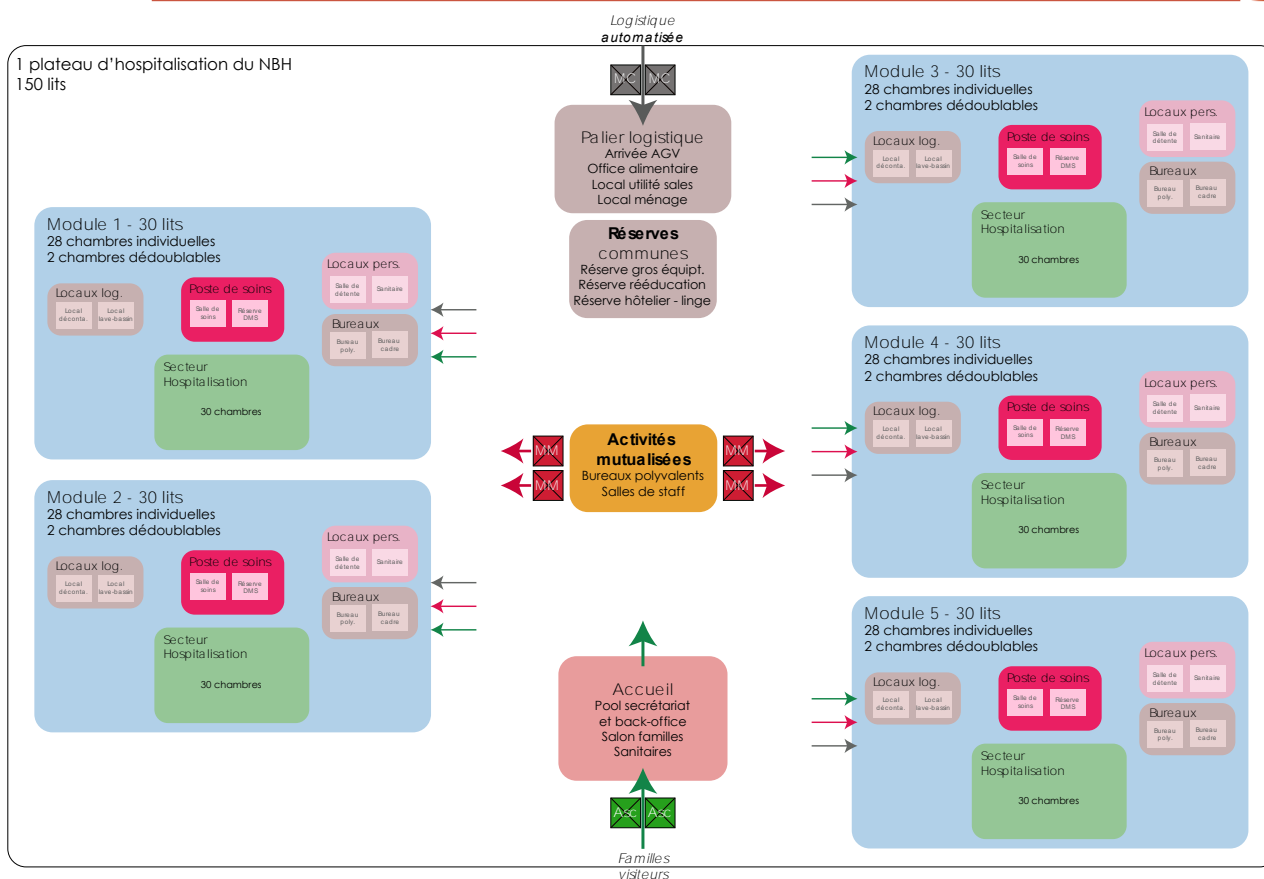 Logistique
automatisée
1 plateau d'hospitalisation du NBH
150 lits
MC
MC
Palier logistique
Arrivée AGV
Office alimentaire
Local utilité sales
Local ménage
Réserves
communes
Réserve gros équipt.
Réserve rééducation
Réserve hôtelier - linge
Module 1 - 30 lits
28 chambres individuelles
2 chambres dédoublables
Locaux log.
Local
déconta.
Local
lave-bassin
Poste de soins
Salle de
soins
Réserve
DMS
Locaux pers.
Salle de
détente
Sanitaire
Bureaux
Bureau
poly.
Bureau
cadre
Secteur
Hospitalisation
30 chambres
Module 2 - 30 lits
28 chambres individuelles
2 chambres dédoublables
Locaux log.
Local
déconta.
Local
lave-bassin
Poste de soins
Salle de
soins
Réserve
DMS
Locaux pers.
Salle de
détente
Sanitaire
Bureaux
Bureau
poly.
Bureau
cadre
Secteur
Hospitalisation
30 chambres
MM
MM
Activités
mutualisées
Bureaux polyvalents
Salles de staff
MM
MM
Accueil
Pool secrétariat
et back-office
Salon familles
Sanitaires
Asc
Asc
Familles
visiteurs
Module 3 - 30 lits
28 chambres individuelles
2 chambres dédoublables
Locaux log.
Local
déconta.
Local
lave-bassin
Poste de soins
Salle de
soins
Réserve
DMS
Locaux pers.
Salle de
détente
Sanitaire
Bureaux
Bureau
poly.
Bureau
cadre
Secteur
Hospitalisation
30 chambres
Module 4 - 30 lits
28 chambres individuelles
2 chambres dédoublables
Locaux log.
Local
déconta.
Local
lave-bassin
Poste de soins
Salle de
soins
Réserve
DMS
Locaux pers.
Salle de
détente
Sanitaire
Bureaux
Bureau
poly.
Bureau
cadre
Secteur
Hospitalisation
30 chambres
Module 5 - 30 lits
28 chambres individuelles
2 chambres dédoublables
Locaux log.
Local
déconta.
Local
lave-bassin
Poste de soins
Salle de
soins
Réserve
DMS
Locaux pers.
Salle de
détente
Sanitaire
Bureaux
Bureau
poly.
Bureau
cadre
Secteur
Hospitalisation
30 chambres